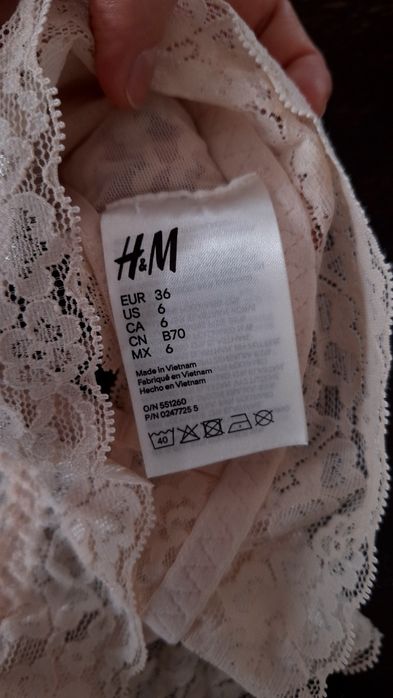 H&M
EUR 36
US 6
CA 6
CN B70
MX 6
Made in Vietnam
Fabriqué en Vietnam
Hecho en Vietnam
O/N 551260
P/N 0247725 5
40